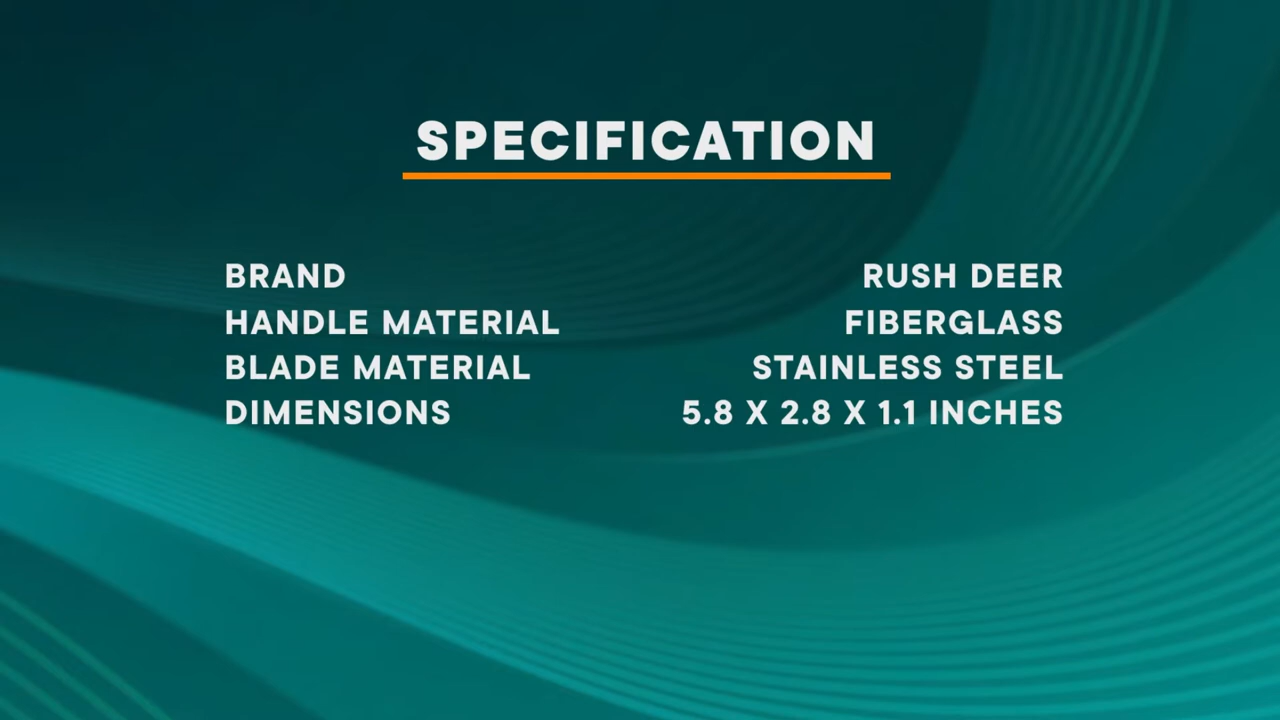 SPECIFICATION
BRAND RUSH DEER
HANDLE MATERIAL FIBERGLASS
BLADE MATERIAL STAINLESS STEEL
DIMENSIONS 5.8 X 2.8 X 1.1 INCHES